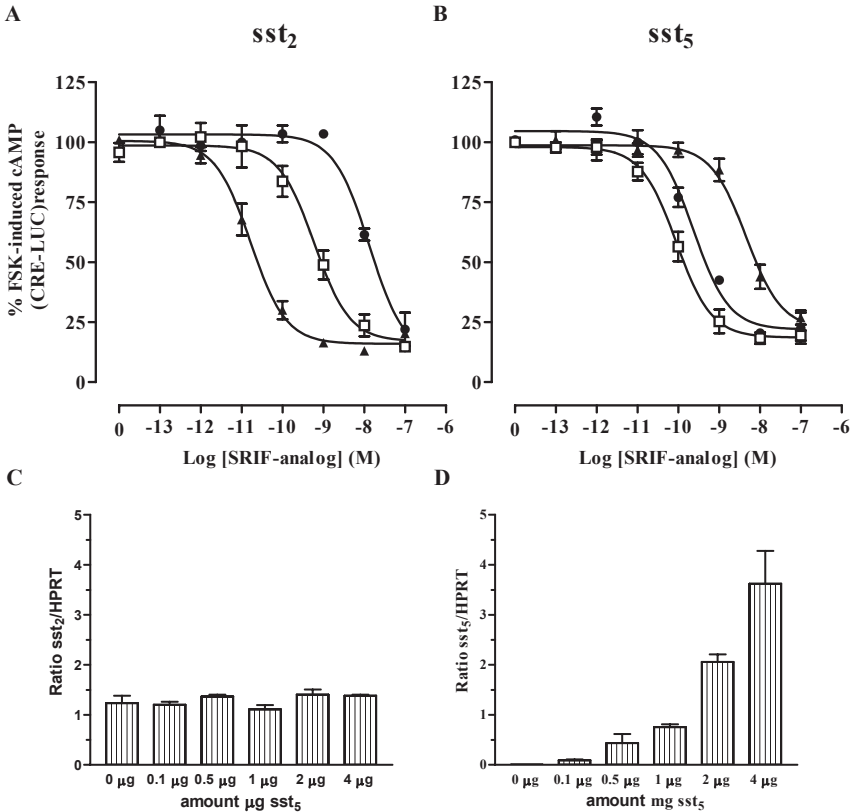 A
B
sst2
sst5
% FSK-induced cAMP
((CRE-LUC)response
125
100
75
50
25
0
0 -13 -12 -11 -10 -9 -8 -7 -6
Log [SRIF-analog] (M)
125
100
75
50
25
0
0 -13 -12 -11 -10 -9 -8 -7 -6
Log [SRIF-analog] (M)
C
D
Ratio sst2/HPRT
5
4
3
2
1
0
0 µg 0.1 µg 0.5 µg 1 µg 2 µg 4 µg
amount µg sst5
Ratio sst5/HPRT
5
4
3
2
1
0
0 µg 0.1 µg 0.5 µg 1 µg 2 µg 4 µg
amount mg sst5